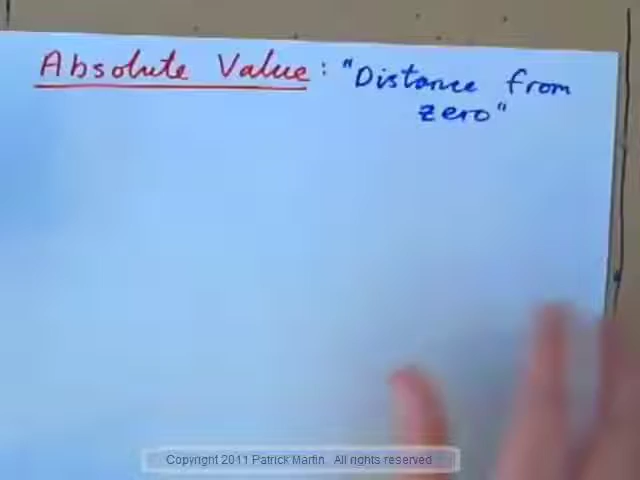 Absolute Value : "Distance from
zero"
Copyright 2011 Patrick Martin. All rights reserved